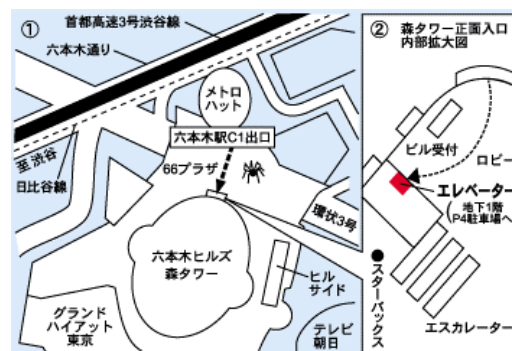 ①
首都高速3号渋谷線
六本木通り
メトロ
ハット
六本木駅C1出口
至 渋谷
日比谷線
66プラザ
環状3号
六本木ヒルズ
森タワー
ヒル
サイド
グランド
ハイアット
東京
テレビ
朝日
② 森タワー正面入口
内部拡大図
ビル受付
ロビー
エレベーター
(地下1階
P4駐車場へ)
●スターバックス
エスカレーター